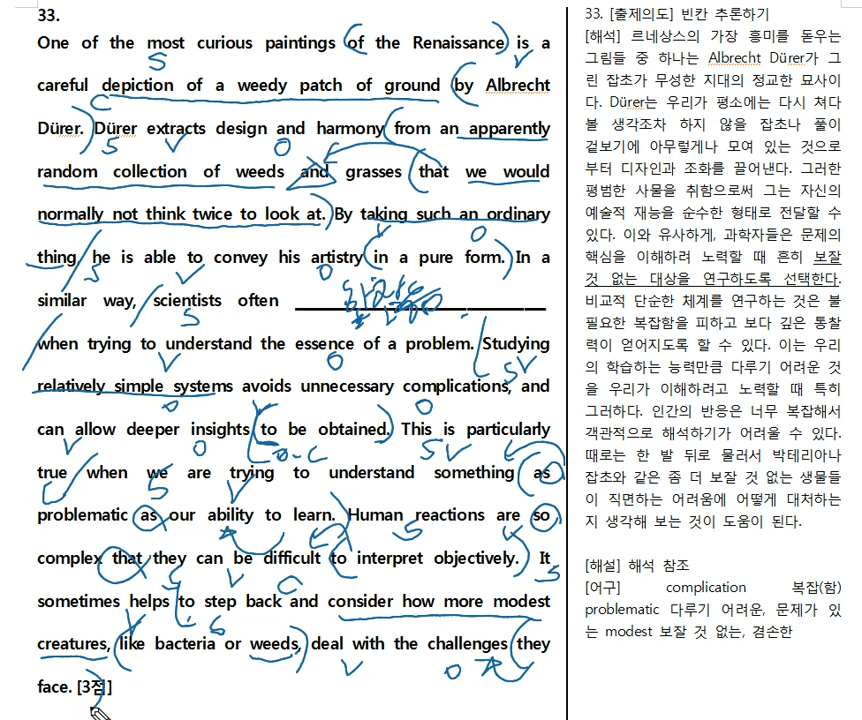 33.
One of the most curious paintings of the Renaissance is a
careful depiction of a weedy patch of ground by Albrecht
Dürer. Dürer extracts design and harmony from an apparently
random collection of weeds and grasses that we would
normally not think twice to look at. By taking such an ordinary
thing, he is able to convey his artistry in a pure form. In a
similar way, scientists often
when trying to understand the essence of a problem. Studying
relatively simple systems avoids unnecessary complications, and
can allow deeper insights to be obtained. This is particularly
true when we are trying to understand something as
problematic as our ability to learn. Human reactions are so
complex that they can be difficult to interpret objectively. It
sometimes helps to step back and consider how more modest
creatures, like bacteria or weeds, deal with the challenges they
face. [3점]
33. [출제의도] 빈칸 추론하기
[해석] 르네상스의 가장 흥미를 돋우는
그림들 중 하나는 Albrecht Dürer가 그
린 잡초가 무성한 지대의 정교한 묘사이
다. Dürer는 우리가 평소에는 다시 쳐다
볼 생각조차 하지 않을 잡초나 풀이
겉보기에 아무렇게나 모여 있는 것으로
부터 디자인과 조화를 끌어낸다. 그러한
평범한 사물을 취함으로써 그는 자신의
예술적 재능을 순수한 형태로 전달할 수
있다. 이와 유사하게, 과학자들은 문제의
핵심을 이해하려 노력할 때 흔히 보잘
것 없는 대상을 연구하도록 선택한다.
비교적 단순한 체계를 연구하는 것은 불
필요한 복잡함을 피하고 보다 깊은 통찰
력이 얻어지도록 할 수 있다. 이는 우리
의 학습하는 능력만큼 다루기 어려운 것
을 우리가 이해하려고 노력할 때 특히
그러하다. 인간의 반응은 너무 복잡해서
객관적으로 해석하기가 어려울 수 있다.
때로는 한 발 뒤로 물러서 박테리아나
잡초와 같은 좀 더 보잘 것 없는 생물들
이 직면하는 어려움에 어떻게 대처하는
지 생각해 보는 것이 도움이 된다.
[해설] 해석 참조
[어구] complication 복잡(함)
problematic 다루기 어려운, 문제가 있
는 modest 보잘 것 없는, 겸손한